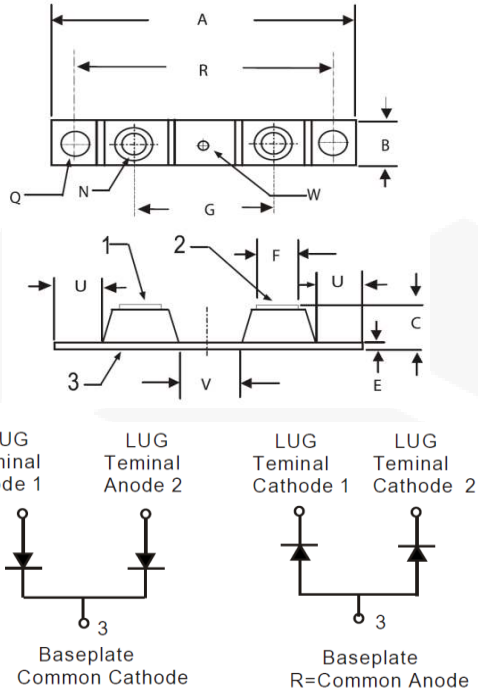 A
R
B
Q
N
W
G
1
2
F
U
U
C
3
V
E
LUG
LUG
LUG
Teminal
Teminal
Teminal
Anode 2
Cathode 1
Cathode 2
3
3
Baseplate
Common Cathode
Baseplate
R=Common Anode